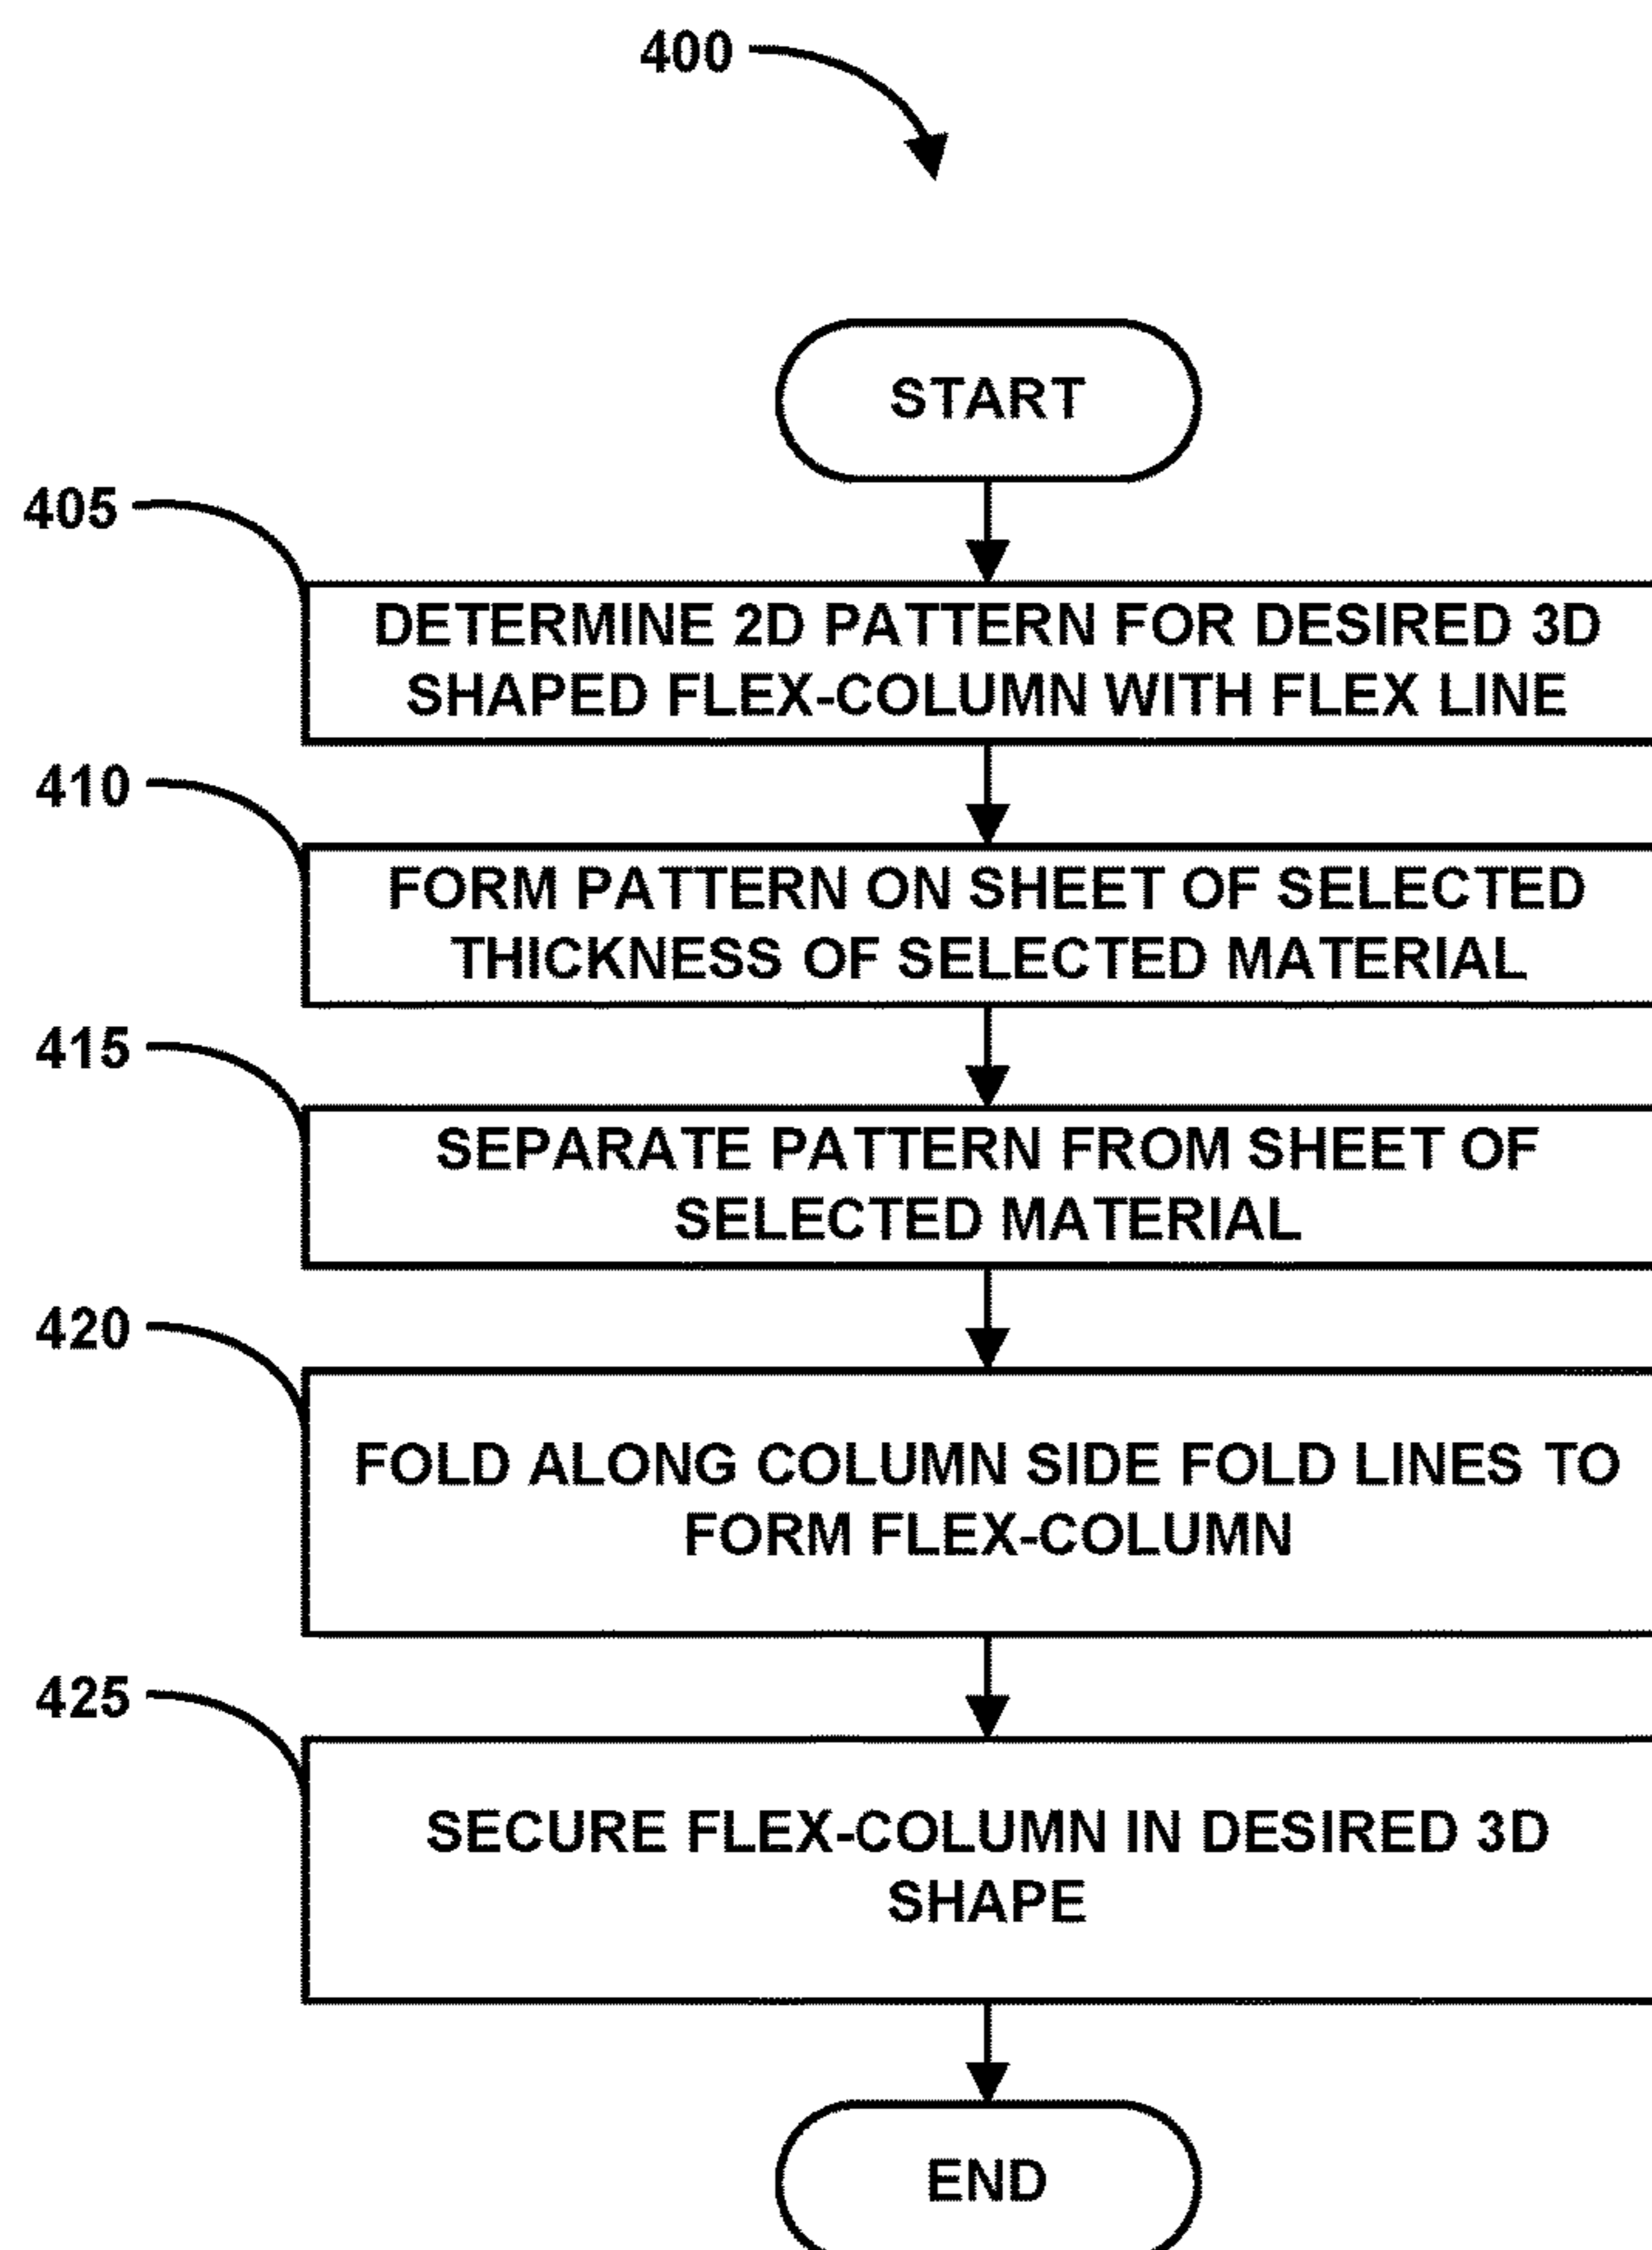 400
START
405
DETERMINE 2D PATTERN FOR DESIRED 3D
SHAPED FLEX-COLUMN WITH FLEX LINE
410
FORM PATTERN ON SHEET OF SELECTED
THICKNESS OF SELECTED MATERIAL
415
SEPARATE PATTERN FROM SHEET OF
SELECTED MATERIAL
420
FOLD ALONG COLUMN SIDE FOLD LINES TO
FORM FLEX-COLUMN
425
SECURE FLEX-COLUMN IN DESIRED 3D
SHAPE
END